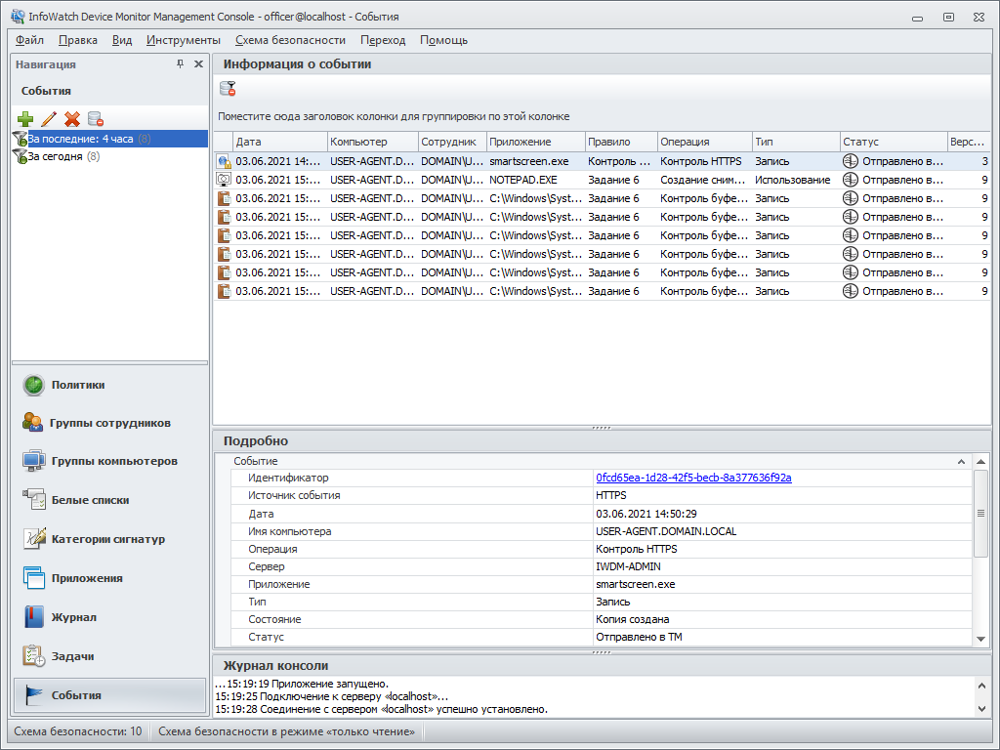 InfoWatch Device Monitor Management Console - officer@localhost - События
Файл Правка Вид Инструменты Схема безопасности Переход Помощь
Навигация
События
За последние: 4 часа (8)
За сегодня (8)
Политики
Группы сотрудников
Группы компьютеров
Белые списки
Категории сигнатур
Приложения
Журнал
Задачи
События
Информация о событии
Поместите сюда заголовок колонки для группировки по этой колонке
Дата Компьютер Сотрудник Приложение Правило Операция Тип Статус Верс...
03.06.2021 14:... USER-AGENT.D... DOMAIN\U... smartscreen.exe Контроль ... Контроль HTTPS Запись Отправлено в... 3
03.06.2021 15:... USER-AGENT.D... DOMAIN\U... NOTEPAD.EXE Задание 6 Создание сним... Использование Отправлено в... 9
03.06.2021 15:... USER-AGENT.D... DOMAIN\U... C:\Windows\Syst... Задание 6 Контроль буфе... Запись Отправлено в... 9
03.06.2021 15:... USER-AGENT.D... DOMAIN\U... C:\Windows\Syst... Задание 6 Контроль буфе... Запись Отправлено в... 9
03.06.2021 15:... USER-AGENT.D... DOMAIN\U... C:\Windows\Syst... Задание 6 Контроль буфе... Запись Отправлено в... 9
03.06.2021 15:... USER-AGENT.D... DOMAIN\U... C:\Windows\Syst... Задание 6 Контроль буфе... Запись Отправлено в... 9
03.06.2021 15:... USER-AGENT.D... DOMAIN\U... C:\Windows\Syst... Задание 6 Контроль буфе... Запись Отправлено в... 9
03.06.2021 15:... USER-AGENT.D... DOMAIN\U... C:\Windows\Syst... Задание 6 Контроль буфе... Запись Отправлено в... 9
Подробно
Событие
Идентификатор 0fcd65ea-1d28-42f5-becb-8a377636f92a
Источник события HTTPS
Дата 03.06.2021 14:50:29
Имя компьютера USER-AGENT.DOMAIN.LOCAL
Операция Контроль HTTPS
Сервер IWDM-ADMIN
Приложение smartscreen.exe
Тип Запись
Состояние Копия создана
Статус Отправлено в TM
Журнал консоли
...15:19:19 Приложение запущено.
15:19:25 Подключение к серверу «localhost»...
15:19:28 Соединение с сервером «localhost» успешно установлено.
Схема безопасности: 10 Схема безопасности в режиме «только чтение»